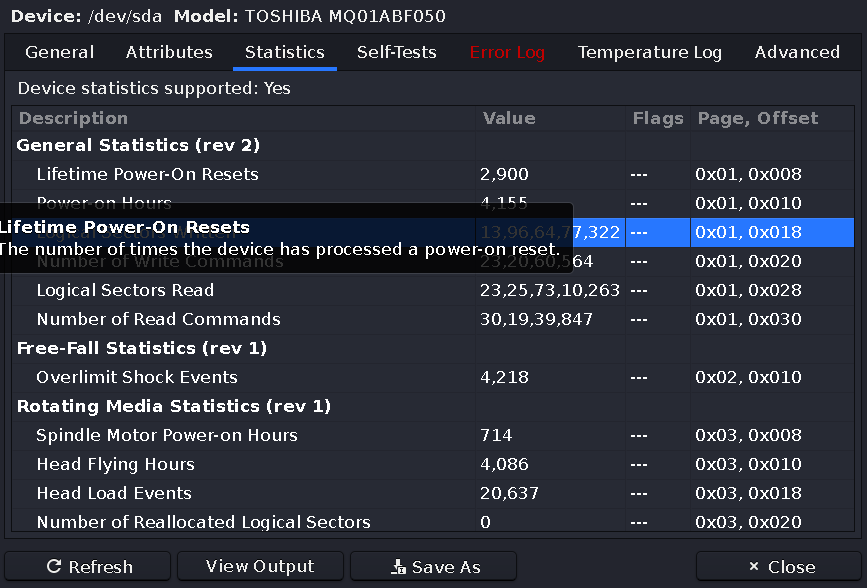 Device: /dev/sda Model: TOSHIBA MQ01ABF050
General Attributes Statistics Self-Tests Error Log Temperature Log Advanced
Device statistics supported: Yes
Description Value Flags Page, Offset
General Statistics (rev 2)
Lifetime Power-On Resets 2,900 --- 0x01, 0x008
Power-on Hours 4,155 --- 0x01, 0x010
Lifetime Power-On Resets
13,96,64,77,322 --- 0x01, 0x018
The number of times the device has processed a power-on reset.
Number of Write Commands 23,20,60,564 --- 0x01, 0x020
Logical Sectors Read 23,25,73,10,263 --- 0x01, 0x028
Number of Read Commands 30,19,39,847 --- 0x01, 0x030
Free-Fall Statistics (rev 1)
Overlimit Shock Events 4,218 --- 0x02, 0x010
Rotating Media Statistics (rev 1)
Spindle Motor Power-on Hours 714 --- 0x03, 0x008
Head Flying Hours 4,086 --- 0x03, 0x010
Head Load Events 20,637 --- 0x03, 0x018
Number of Reallocated Logical Sectors 0 --- 0x03, 0x020
Refresh View Output Save As Close